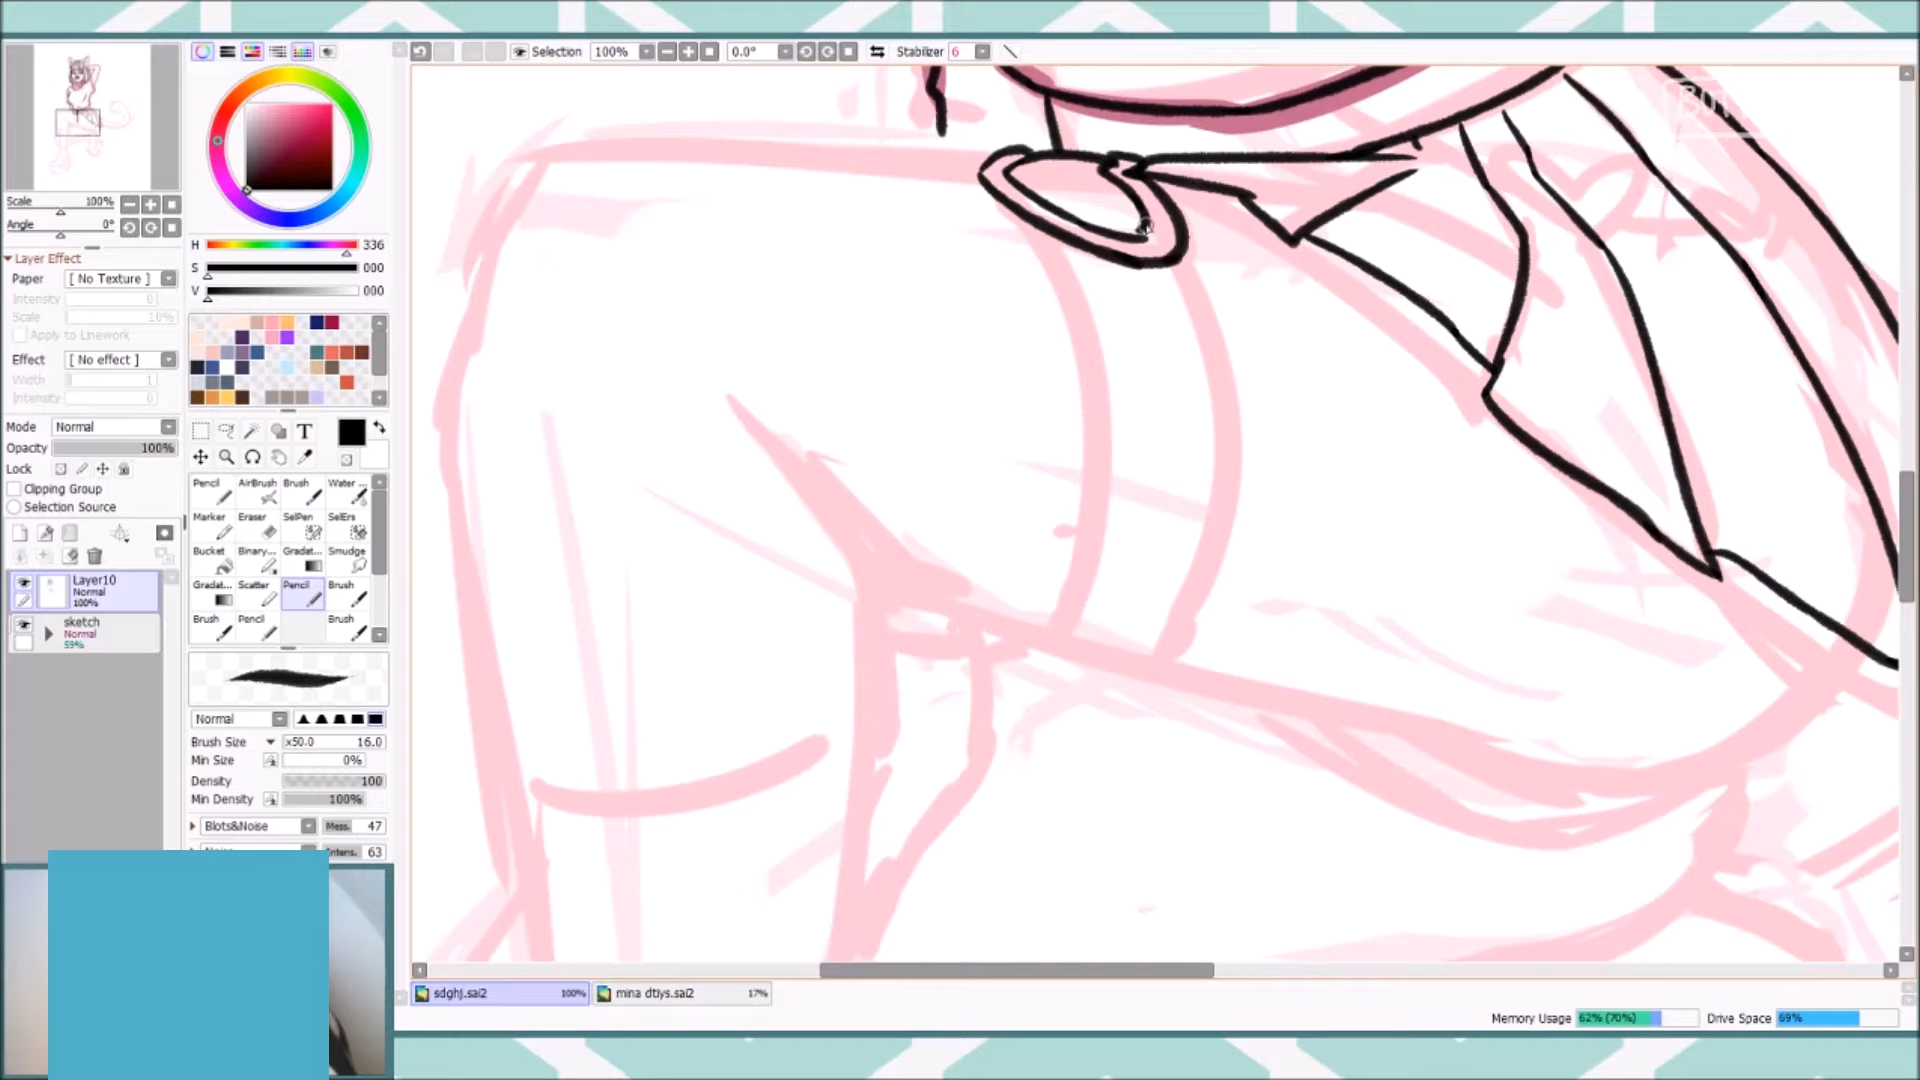 Selection 100% 0.0° Stabilizer 6
Scale 100%
Angle 0°
H 336
S 000
V 000
Layer Effect
Paper [ No Texture ]
Intensity 0
Scale 10%
Apply to Linework
Effect [ No effect ]
Width 1
Intensity 0
Mode Normal
Opacity 100%
Lock
Clipping Group
Selection Source
Layer10
Normal
100%
sketch
Normal
59%
T
Pencil AirBrush Brush Water ...
Marker Eraser SelPen SelErs
Bucket Binary... Gradat... Smudge
Gradat... Scatter Pencil Brush
Brush Pencil Brush
Normal
Brush Size x50.0 16.0
Min Size 0%
Density 100
Min Density 100%
Blots&Noise Mess. 47
63
sdghj.sai2 100% mina dtiys.sai2 17%
Memory Usage 62% (70%) Drive Space 69%